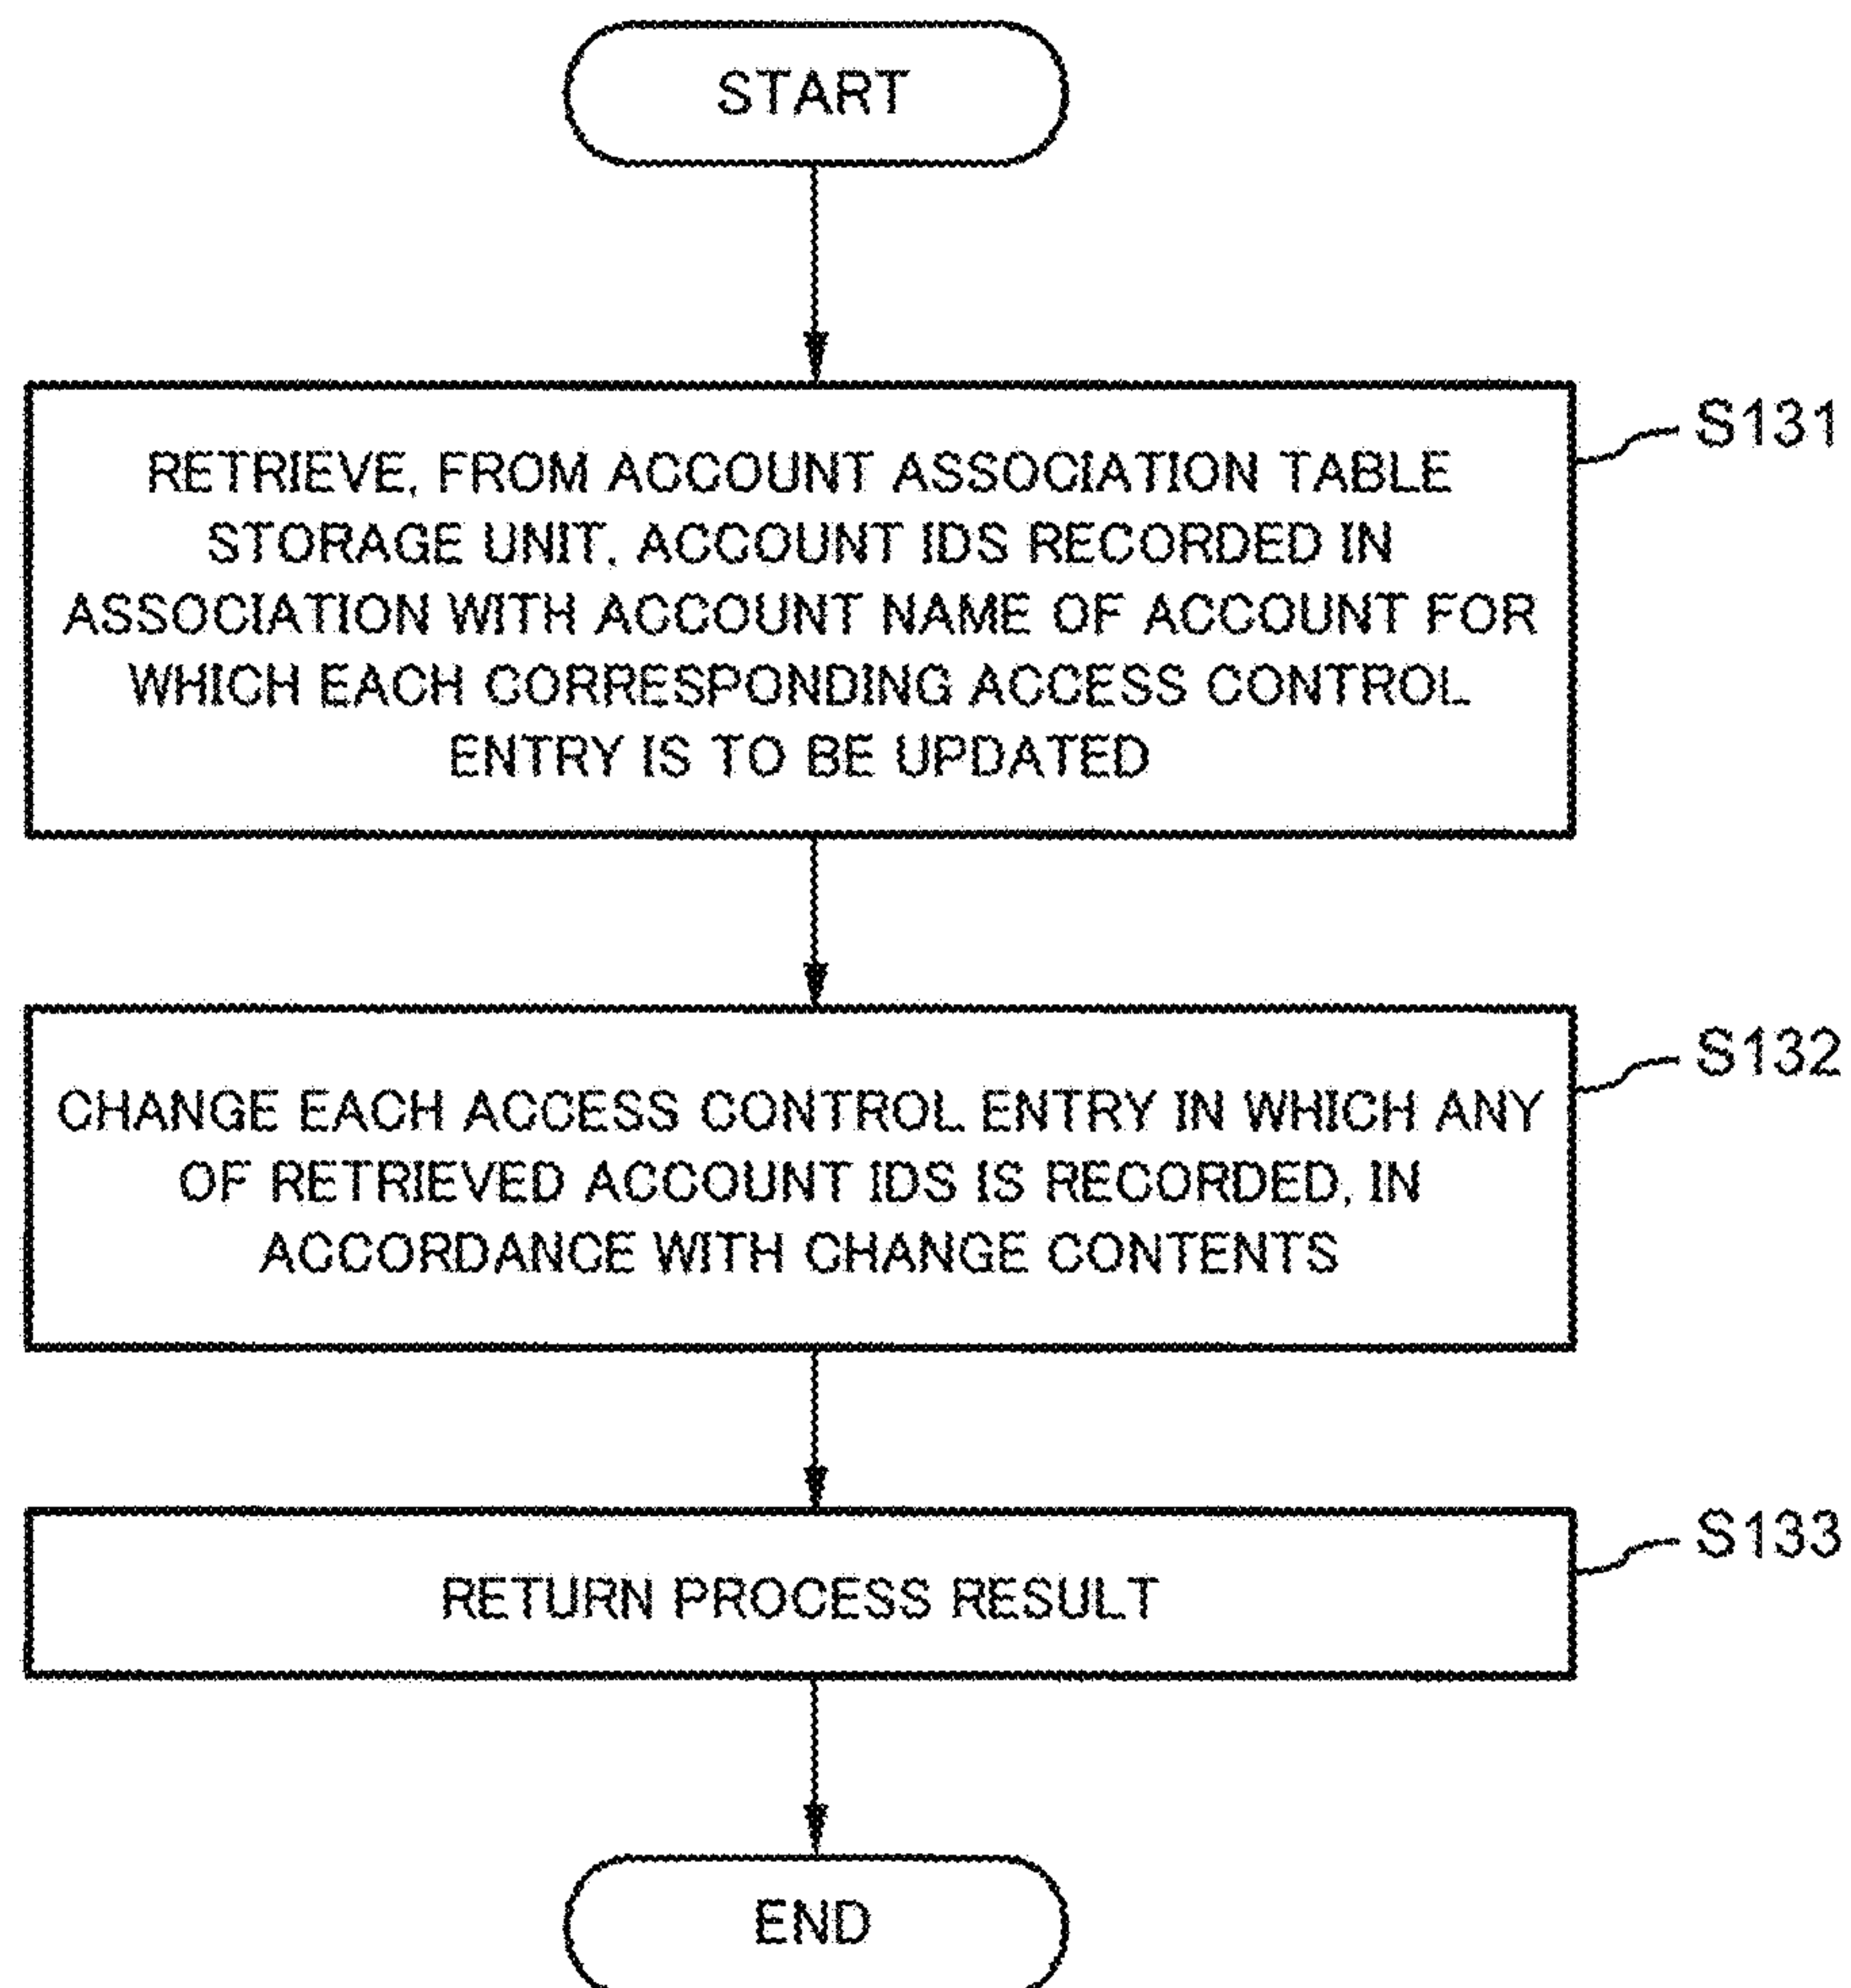 START
S131
RETRIEVE, FROM ACCOUNT ASSOCIATION TABLE
STORAGE UNIT, ACCOUNT IDS RECORDED IN
ASSOCIATION WITH ACCOUNT NAME OF ACCOUNT FOR
WHICH EACH CORRESPONDING ACCESS CONTROL
ENTRY IS TO BE UPDATED
S132
CHANGE EACH ACCESS CONTROL ENTRY IN WHICH ANY
OF RETRIEVED ACCOUNT IDS IS RECORDED, IN
ACCORDANCE WITH CHANGE CONTENTS
S133
RETURN PROCESS RESULT
END